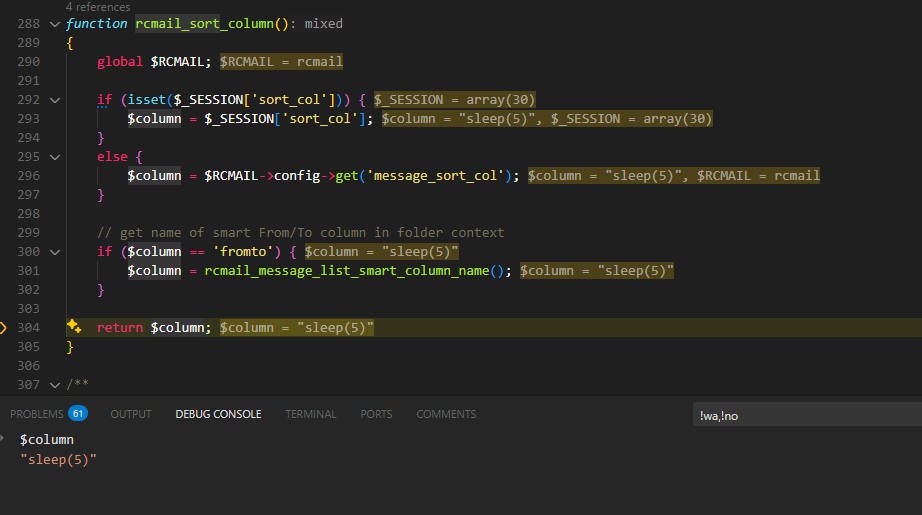 4 references
288 function rcmail_sort_column(): mixed
289 {
290 global $RCMAIL; $RCMAIL = rcmail
291
292 if (isset($_SESSION['sort_col'])) { $_SESSION = array(30)
293 $column = $_SESSION['sort_col']; $column = "sleep(5)", $_SESSION = array(30)
294 }
295 else {
296 $column = $RCMAIL->config->get('message_sort_col'); $column = "sleep(5)", $RCMAIL = rcmail
297 }
298
299 // get name of smart From/To column in folder context
300 if ($column == 'fromto') { $column = "sleep(5)"
301 $column = rcmail_message_list_smart_column_name(); $column = "sleep(5)"
302 }
303
304 return $column; $column = "sleep(5)"
305 }
306
307 /**
PROBLEMS 61 OUTPUT DEBUG CONSOLE TERMINAL PORTS COMMENTS !wa,!no
$column
"sleep(5)"